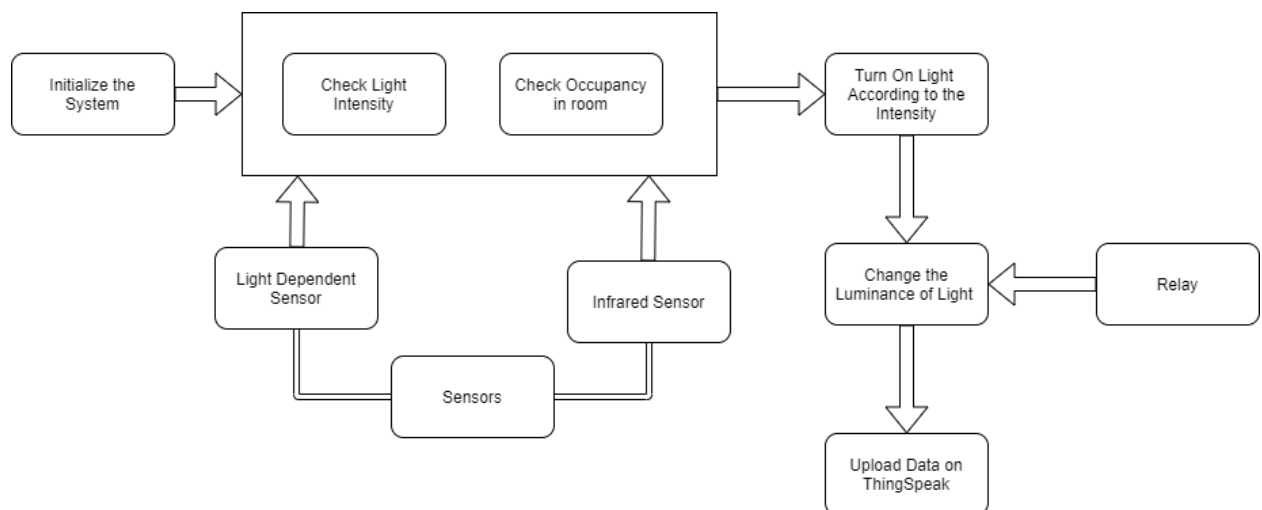 Initialize the
System
Check Light
Intensity
Check Occupancy
in room
Turn On Light
According to the
Intensity
Light Dependent
Sensor
Infrared Sensor
Change the
Luminance of Light
Relay
Sensors
Upload Data on
ThingSpeak